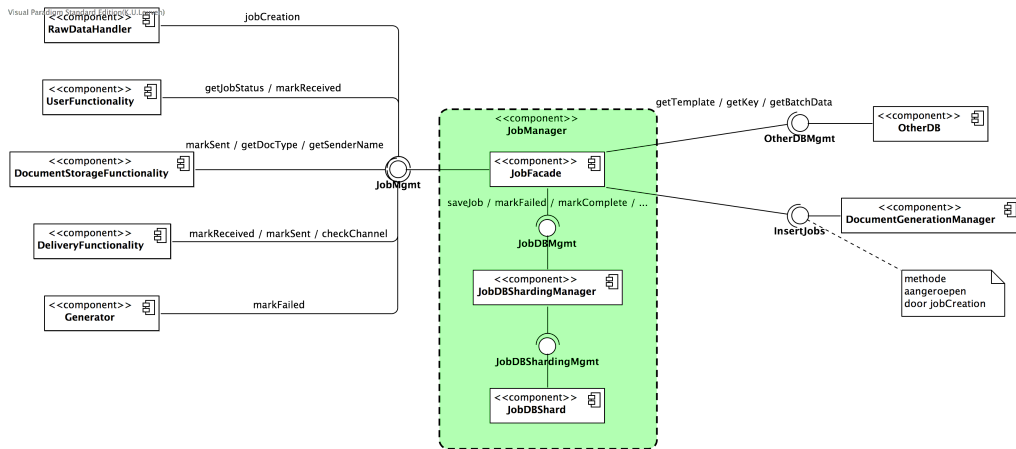 Visual Paradigm Standard Edition(K.U.Leuven)
<<component>>
RawDataHandler
jobCreation
<<component>>
UserFunctionality
getJobStatus / markReceived
<<component>>
DocumentStorageFunctionality
markSent / getDocType / getSenderName
JobMgmt
<<component>>
DeliveryFunctionality
markReceived / markSent / checkChannel
<<component>>
Generator
markFailed
<<component>>
JobManager
<<component>>
JobFacade
saveJob / markFailed / markComplete / ...
JobDBMgmt
<<component>>
JobDBShardingManager
JobDBShardingMgmt
<<component>>
JobDBShard
getTemplate / getKey / getBatchData
OtherDBMgmt
<<component>>
OtherDB
InsertJobs
<<component>>
DocumentGenerationManager
methode
aangeroepen
door jobCreation